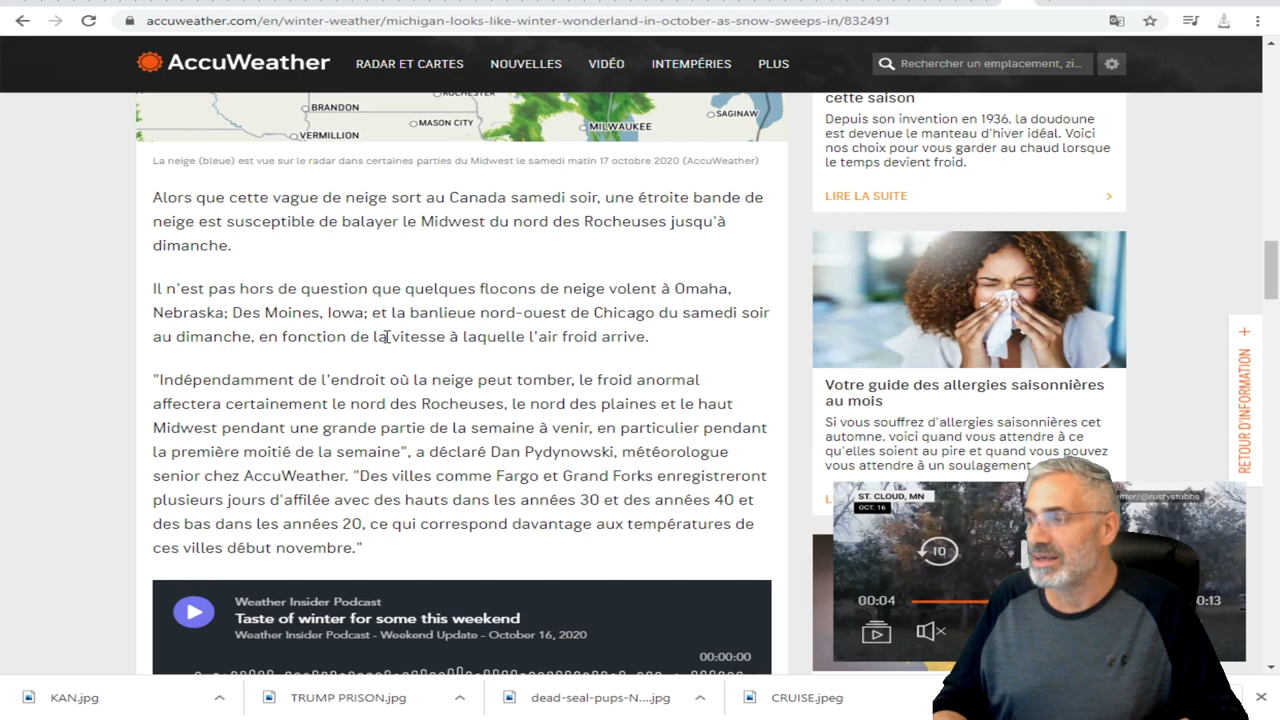 accuweather.com/en/winter-weather/michigan-looks-like-winter-wonderland-in-october-as-snow-sweeps-in/832491
AccuWeather
RADAR ET CARTES
NOUVELLES
VIDÉO
INTEMPÉRIES
PLUS
Rechercher un emplacement, zi...
BRANDON
ROCHESTER
VERMILLION
MASON CITY
MILWAUKEE
SAGINAW
La neige (bleue) est vue sur le radar dans certaines parties du Midwest le samedi matin 17 octobre 2020 (AccuWeather)
Alors que cette vague de neige sort au Canada samedi soir, une étroite bande de
neige est susceptible de balayer le Midwest du nord des Rocheuses jusqu'à
dimanche.
Il n'est pas hors de question que quelques flocons de neige volent à Omaha,
Nebraska; Des Moines, Iowa; et la banlieue nord-ouest de Chicago du samedi soir
au dimanche, en fonction de la vitesse à laquelle l'air froid arrive.
"Indépendamment de l'endroit où la neige peut tomber, le froid anormal
affectera certainement le nord des Rocheuses, le nord des plaines et le haut
Midwest pendant une grande partie de la semaine à venir, en particulier pendant
la première moitié de la semaine", a déclaré Dan Pydynowski, météorologue
senior chez AccuWeather. "Des villes comme Fargo et Grand Forks enregistreront
plusieurs jours d'affilée avec des hauts dans les années 30 et des années 40 et
des bas dans les années 20, ce qui correspond davantage aux températures de
ces villes début novembre."
Weather Insider Podcast
Taste of winter for some this weekend
Weather Insider Podcast - Weekend Update - October 16, 2020
00:00:00
cette saison
Depuis son invention en 1936, la doudoune
est devenue le manteau d'hiver idéal. Voici
nos choix pour vous garder au chaud lorsque
le temps devient froid.
LIRE LA SUITE >
Votre guide des allergies saisonnières
au mois
Si vous souffrez d'allergies saisonnières cet
automne, voici quand vous attendre à ce
qu'elles soient au pire et quand vous pouvez
vous attendre à un soulagement.
RETOUR D'INFORMATION +
ST. CLOUD, MN
OCT. 16
itter/@rustystubbs
10
00:04
0:13
KAN.jpg
TRUMP PRISON.jpg
dead-seal-pups-N....jpg
CRUISE.jpeg